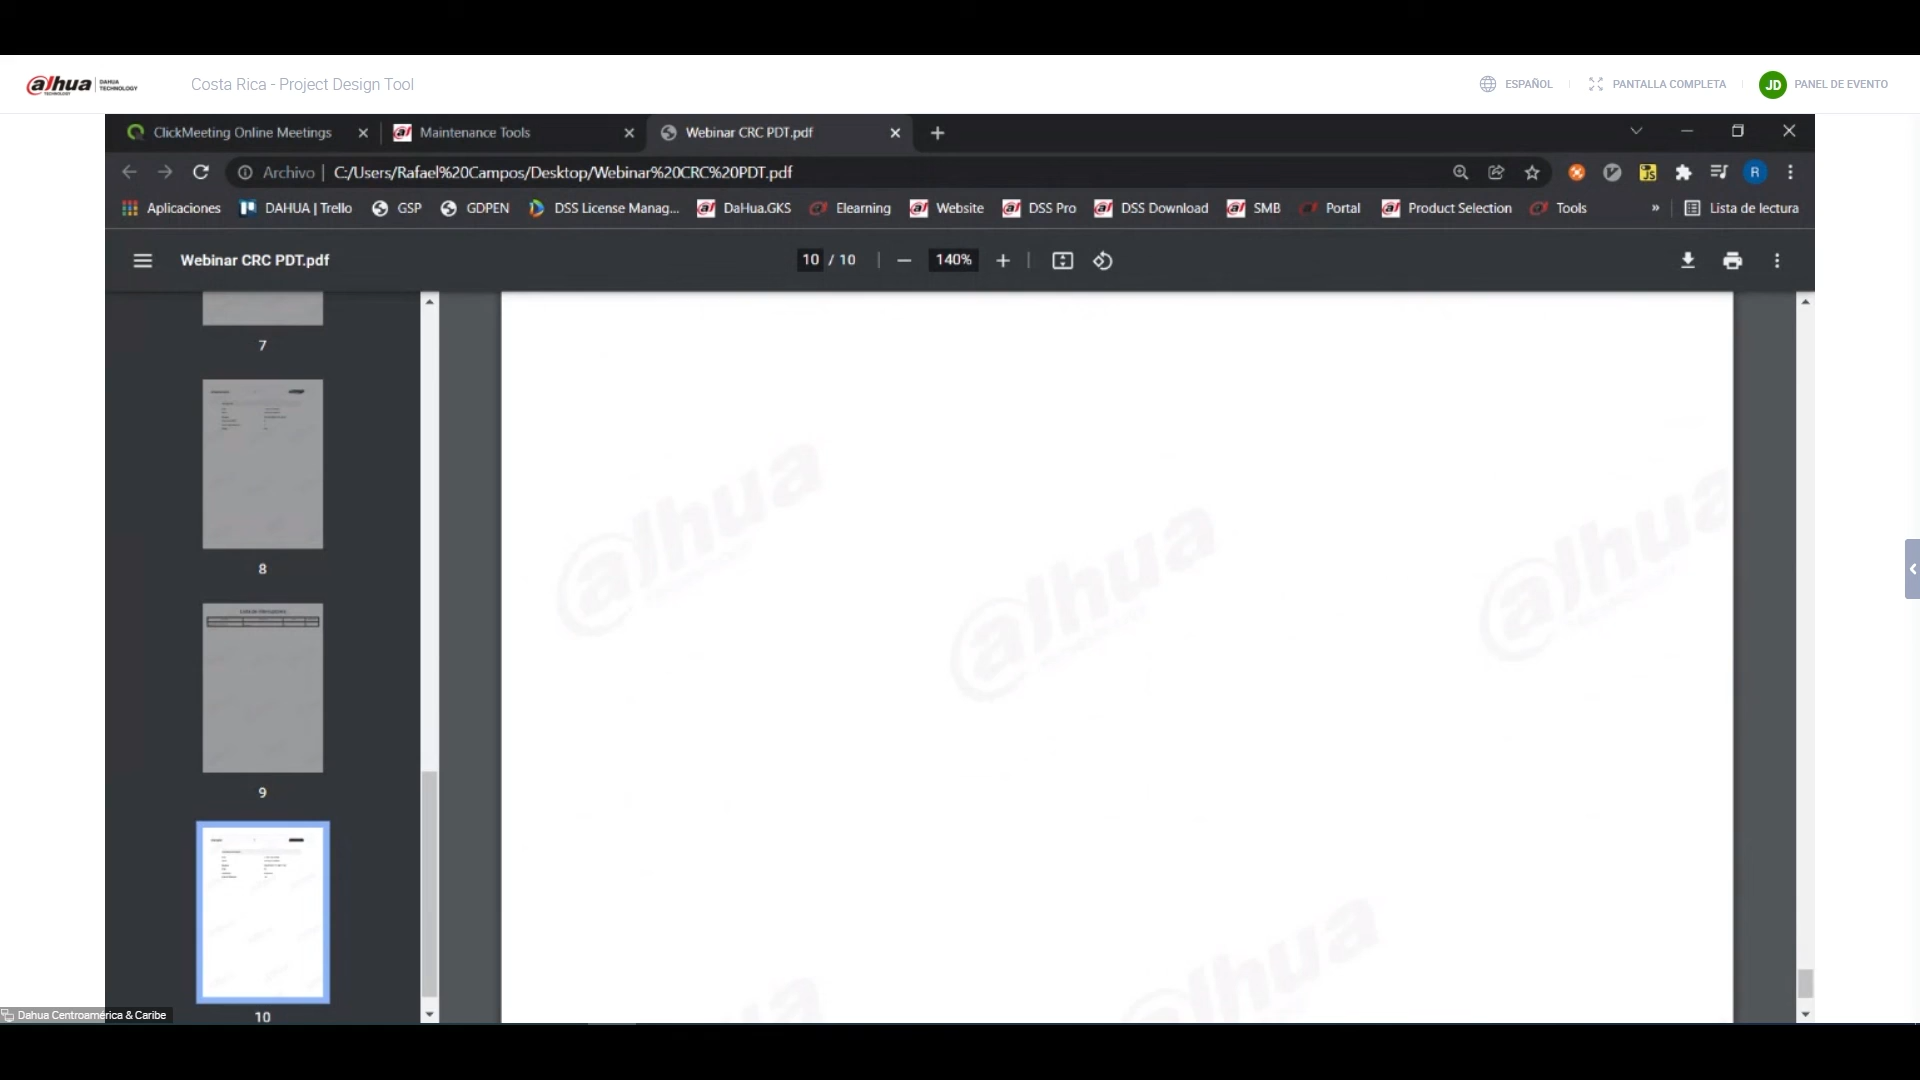 alhua DAHUA TECHNOLOGY
TECHNOLOGY
Costa Rica - Project Design Tool
ESPAÑOL
PANTALLA COMPLETA
JD PANEL DE EVENTO
ClickMeeting Online Meetings
Maintenance Tools
Webinar CRC PDT.pdf
Archivo | C:/Users/Rafael%20Campos/Desktop/Webinar%20CRC%20PDT.pdf
R
Aplicaciones DAHUA | Trello GSP GDPEN DSS License Manag... DaHua.GKS Elearning Website DSS Pro DSS Download SMB Portal Product Selection Tools » Lista de lectura
Webinar CRC PDT.pdf
10 / 10
140%
7
8
9
10
alhua
alhua
alhua
alhua
Dahua Centroamérica & Caribe